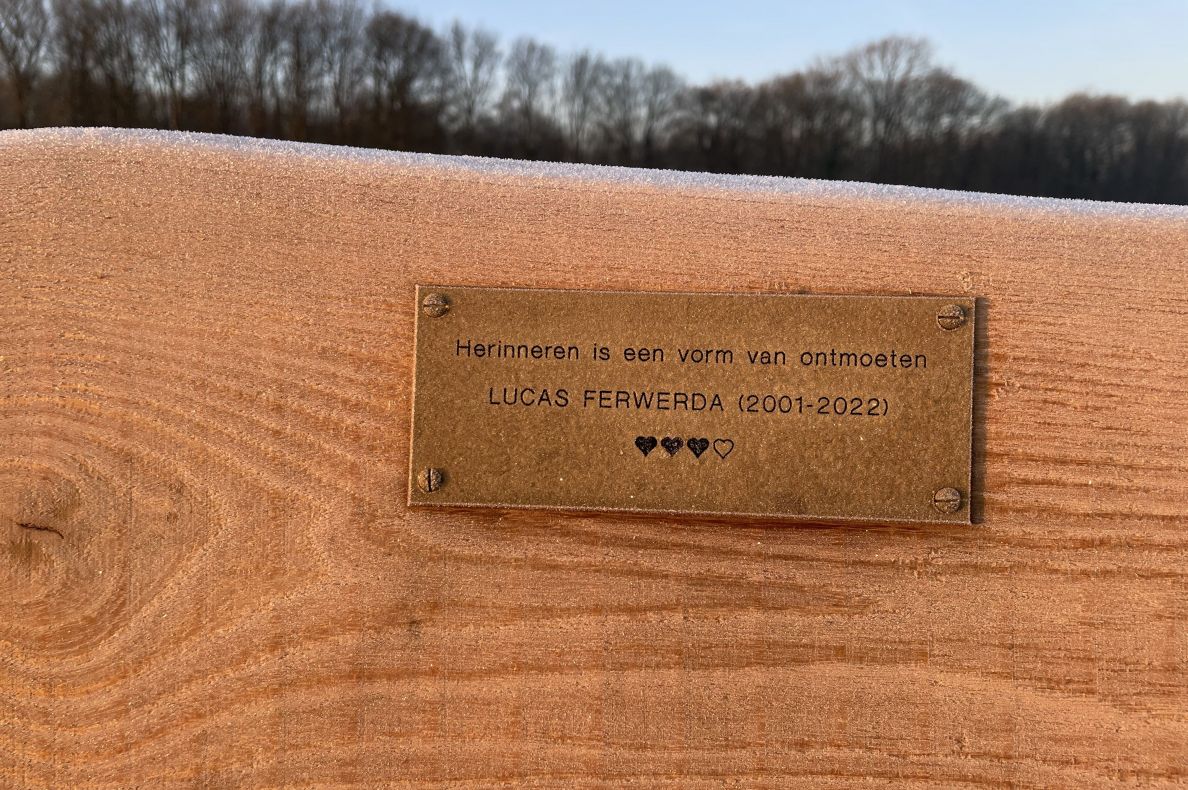 Herinneren is een vorm van ontmoeten
LUCAS FERWERDA (2001-2022)
♥♥♥♡